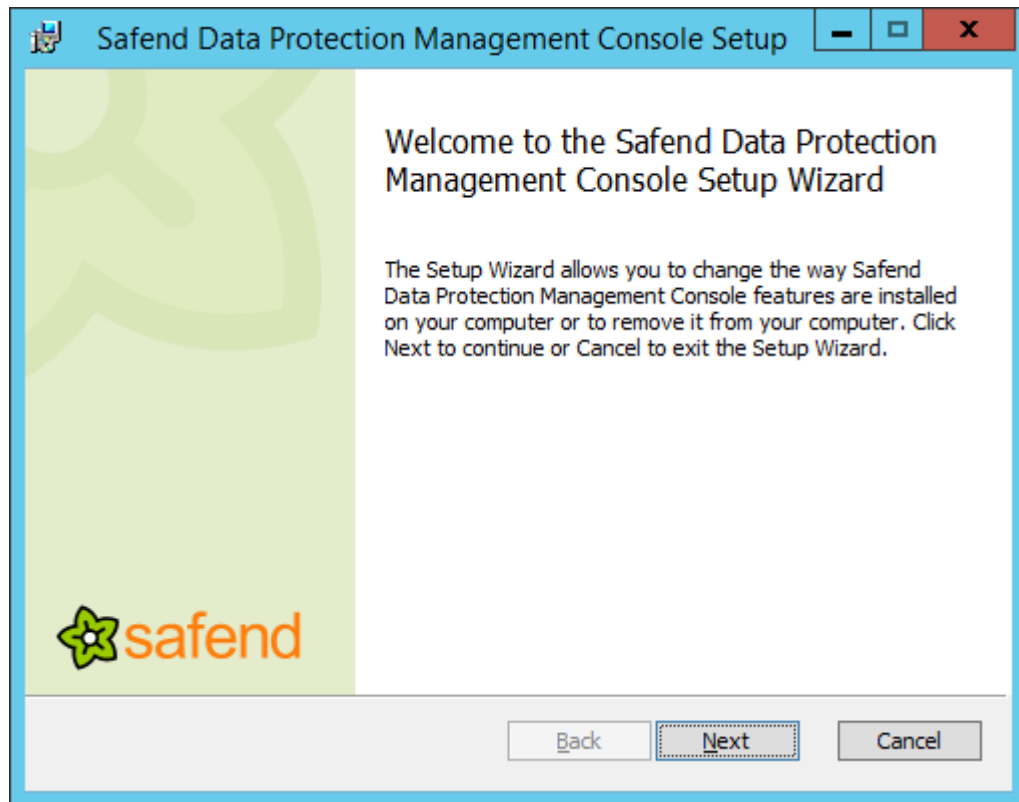 Safend Data Protection Management Console Setup
Welcome to the Safend Data Protection
Management Console Setup Wizard
The Setup Wizard allows you to change the way Safend
Data Protection Management Console features are installed
on your computer or to remove it from your computer. Click
Next to continue or Cancel to exit the Setup Wizard.
safend
Back Next Cancel